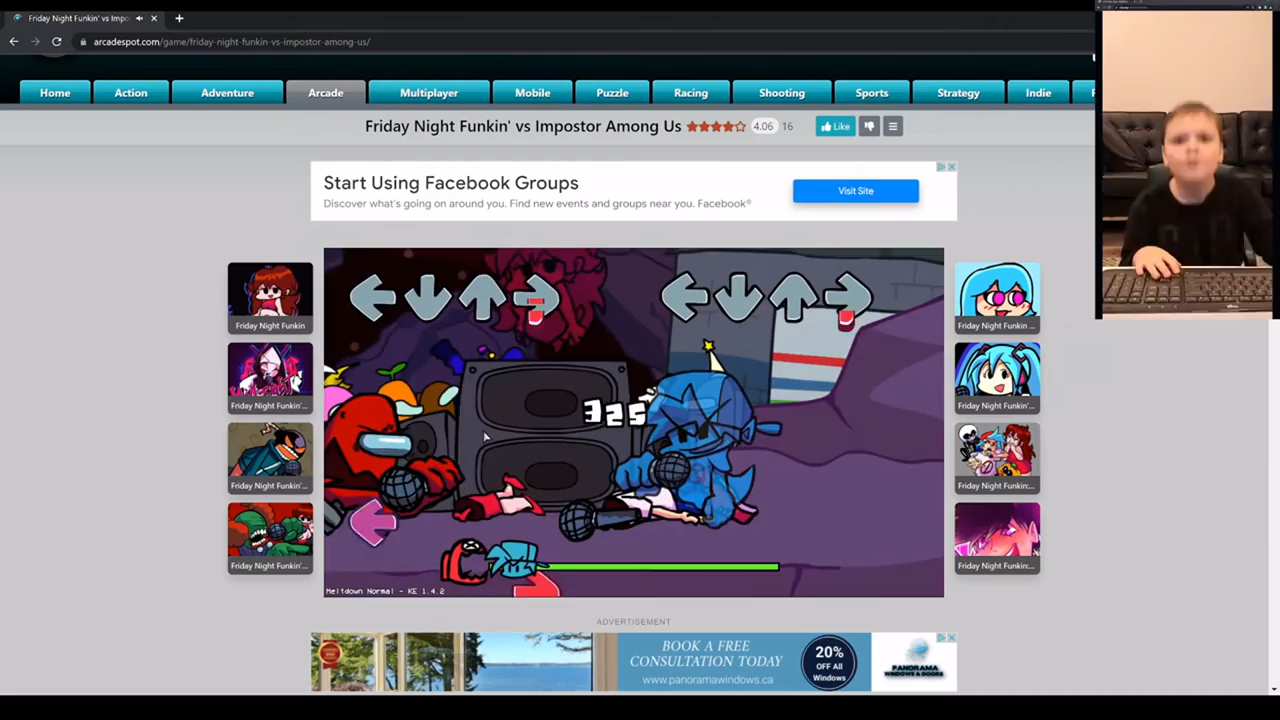 Friday Night Funkin' vs Impo
arcadespot.com/game/friday-night-funkin-vs-impostor-among-us/
Home Action Adventure Arcade Multiplayer Mobile Puzzle Racing Shooting Sports Strategy Indie
Friday Night Funkin' vs Impostor Among Us 4.06 16 Like
Start Using Facebook Groups
Discover what's going on around you. Find new events and groups near you. Facebook®
Visit Site
Friday Night Funkin
Friday Night Funkin'...
Friday Night Funkin'...
Friday Night Funkin'...
325
Meltdown Normal - KE 1.4.2
Friday Night Funkin ...
Friday Night Funkin'...
Friday Night Funkin:...
Friday Night Funkin:...
ADVERTISEMENT
BOOK A FREE
CONSULTATION TODAY
www.panoramawindows.ca
20%
OFF All
Windows
PANORAMA
WINDOWS & DOORS